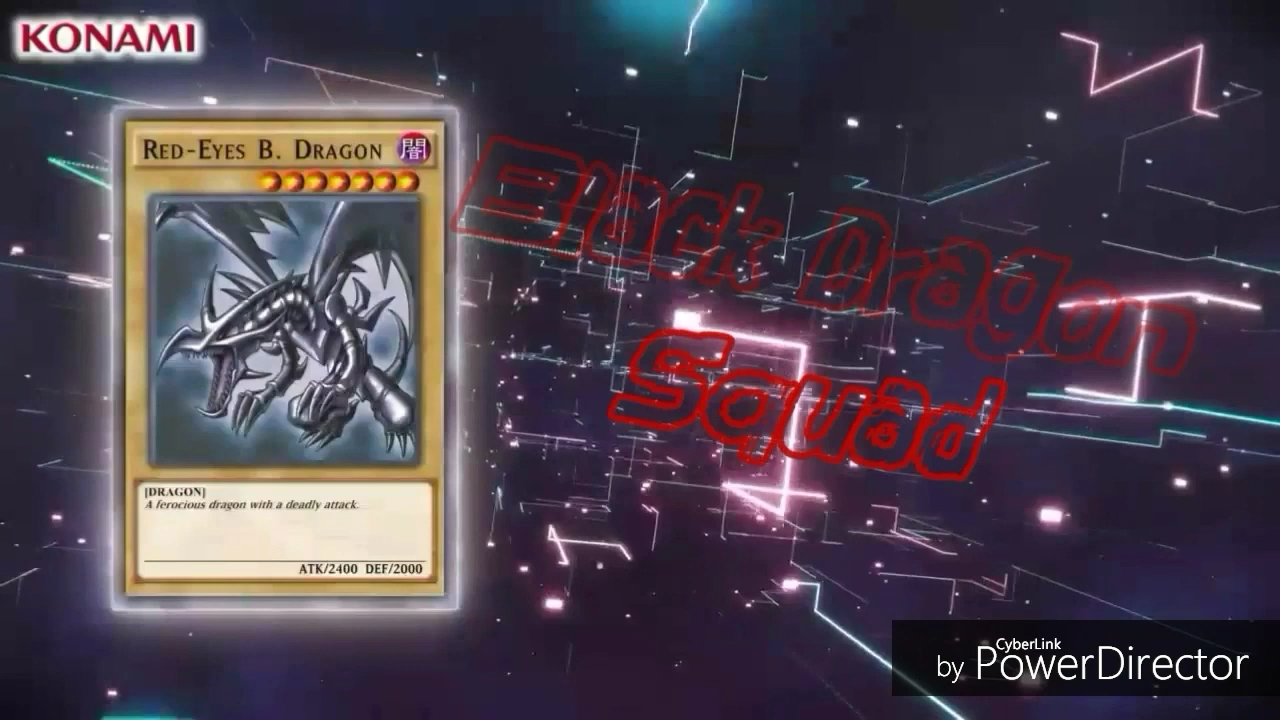 KONAMI
RED-EYES B. DRAGON 闇
[DRAGON]
A ferocious dragon with a deadly attack.
ATK/2400 DEF/2000
Black Dragon
Squad
CyberLink
by PowerDirector